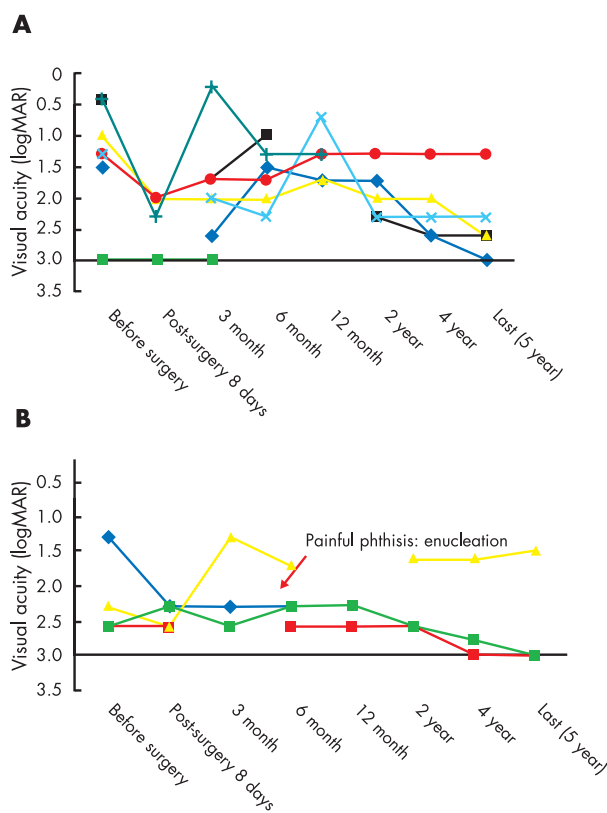 A
Visual acuity (logMAR)
0
0.5
1.0
1.5
2.0
2.5
3.0
3.5
Before surgery
Post-surgery 8 days
3 month
6 month
12 month
2 year
4 year
Last (5 year)
B
Visual acuity (logMAR)
0.5
1.0
1.5
2.0
2.5
3.0
3.5
Painful phthisis: enucleation
Before surgery
Post-surgery 8 days
3 month
6 month
12 month
2 year
4 year
Last (5 year)